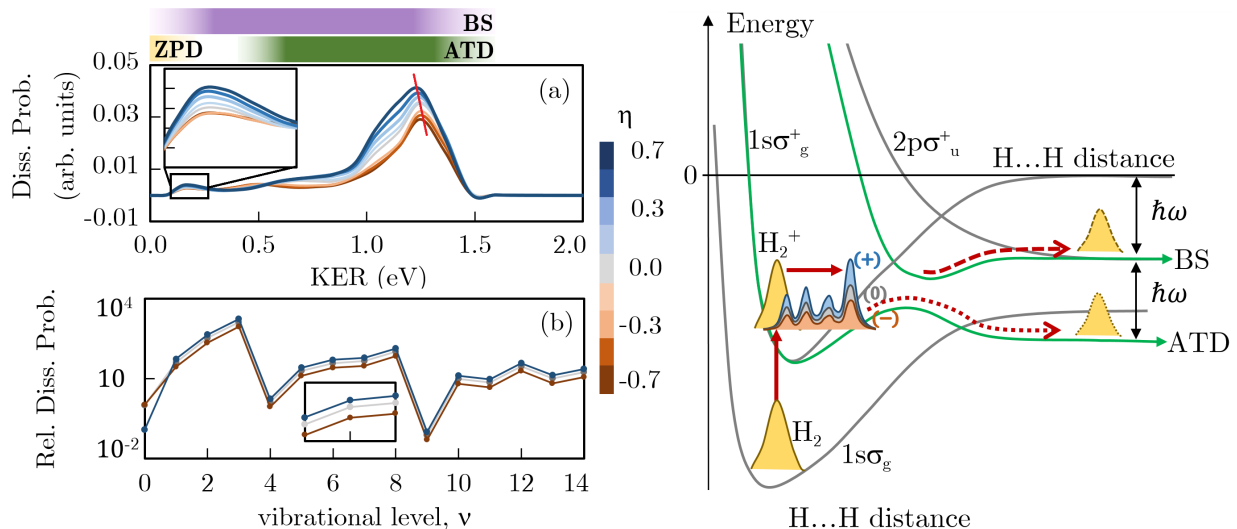 BS
ZPD
ATD
0.05
0.03
0.01
-0.01
Diss. Prob.
(arb. units)
(a)
0.0
0.5
1.0
1.5
2.0
KER (eV)
η
0.7
0.3
0.0
-0.3
-0.7
10⁴
10
10⁻²
Rel. Diss. Prob.
(b)
0
2
4
6
8
10
12
14
vibrational level, ν
Energy
1sσ⁺g
2pσ⁺u
H...H distance
0
ħω
H₂⁺
(+)
BS
(0)
ħω
(−)
ATD
H₂
1sσg
H...H distance